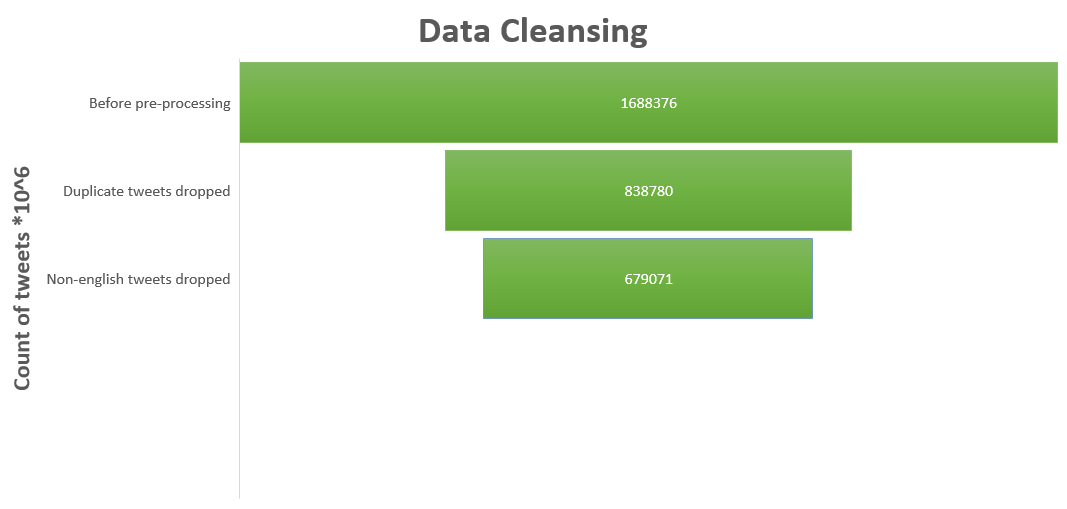 Data Cleansing
Count of tweets *10^6
Before pre-processing
1688376
Duplicate tweets dropped
838780
Non-english tweets dropped
679071